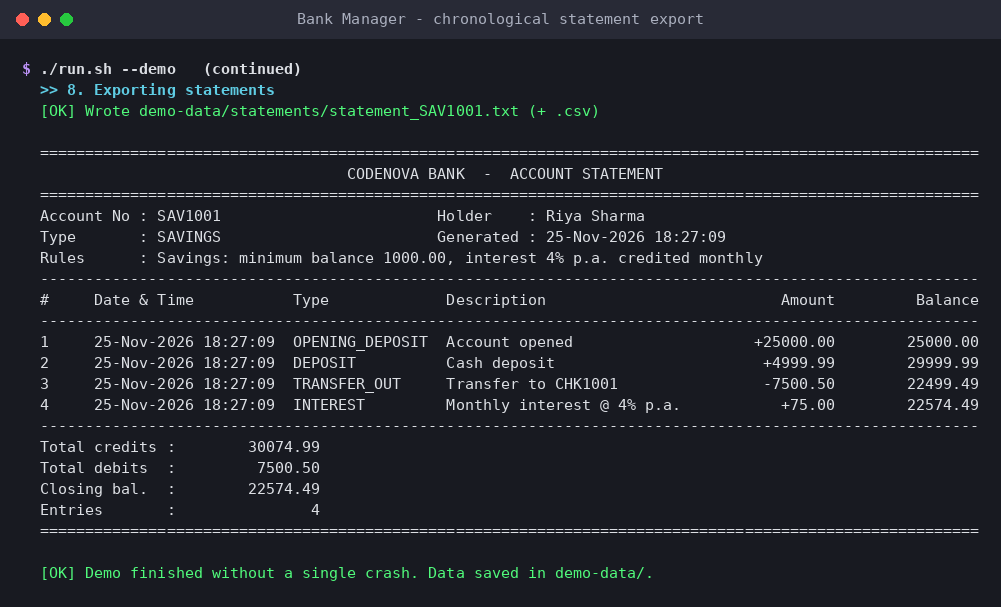 Bank Manager - chronological statement export
$ ./run.sh --demo   (continued)
>> 8. Exporting statements
[OK] Wrote demo-data/statements/statement_SAV1001.txt (+ .csv)
========================================================================================================
CODENOVA BANK  -  ACCOUNT STATEMENT
========================================================================================================
Account No : SAV1001                        Holder    : Riya Sharma
Type       : SAVINGS                        Generated : 25-Nov-2026 18:27:09
Rules      : Savings: minimum balance 1000.00, interest 4% p.a. credited monthly
--------------------------------------------------------------------------------------------------------
#     Date & Time           Type             Description                          Amount         Balance
--------------------------------------------------------------------------------------------------------
1     25-Nov-2026 18:27:09  OPENING_DEPOSIT  Account opened                    +25000.00        25000.00
2     25-Nov-2026 18:27:09  DEPOSIT          Cash deposit                       +4999.99        29999.99
3     25-Nov-2026 18:27:09  TRANSFER_OUT     Transfer to CHK1001                -7500.50        22499.49
4     25-Nov-2026 18:27:09  INTEREST         Monthly interest @ 4% p.a.           +75.00        22574.49
--------------------------------------------------------------------------------------------------------
Total credits :        30074.99
Total debits  :         7500.50
Closing bal.  :        22574.49
Entries       :               4
========================================================================================================
[OK] Demo finished without a single crash. Data saved in demo-data/.